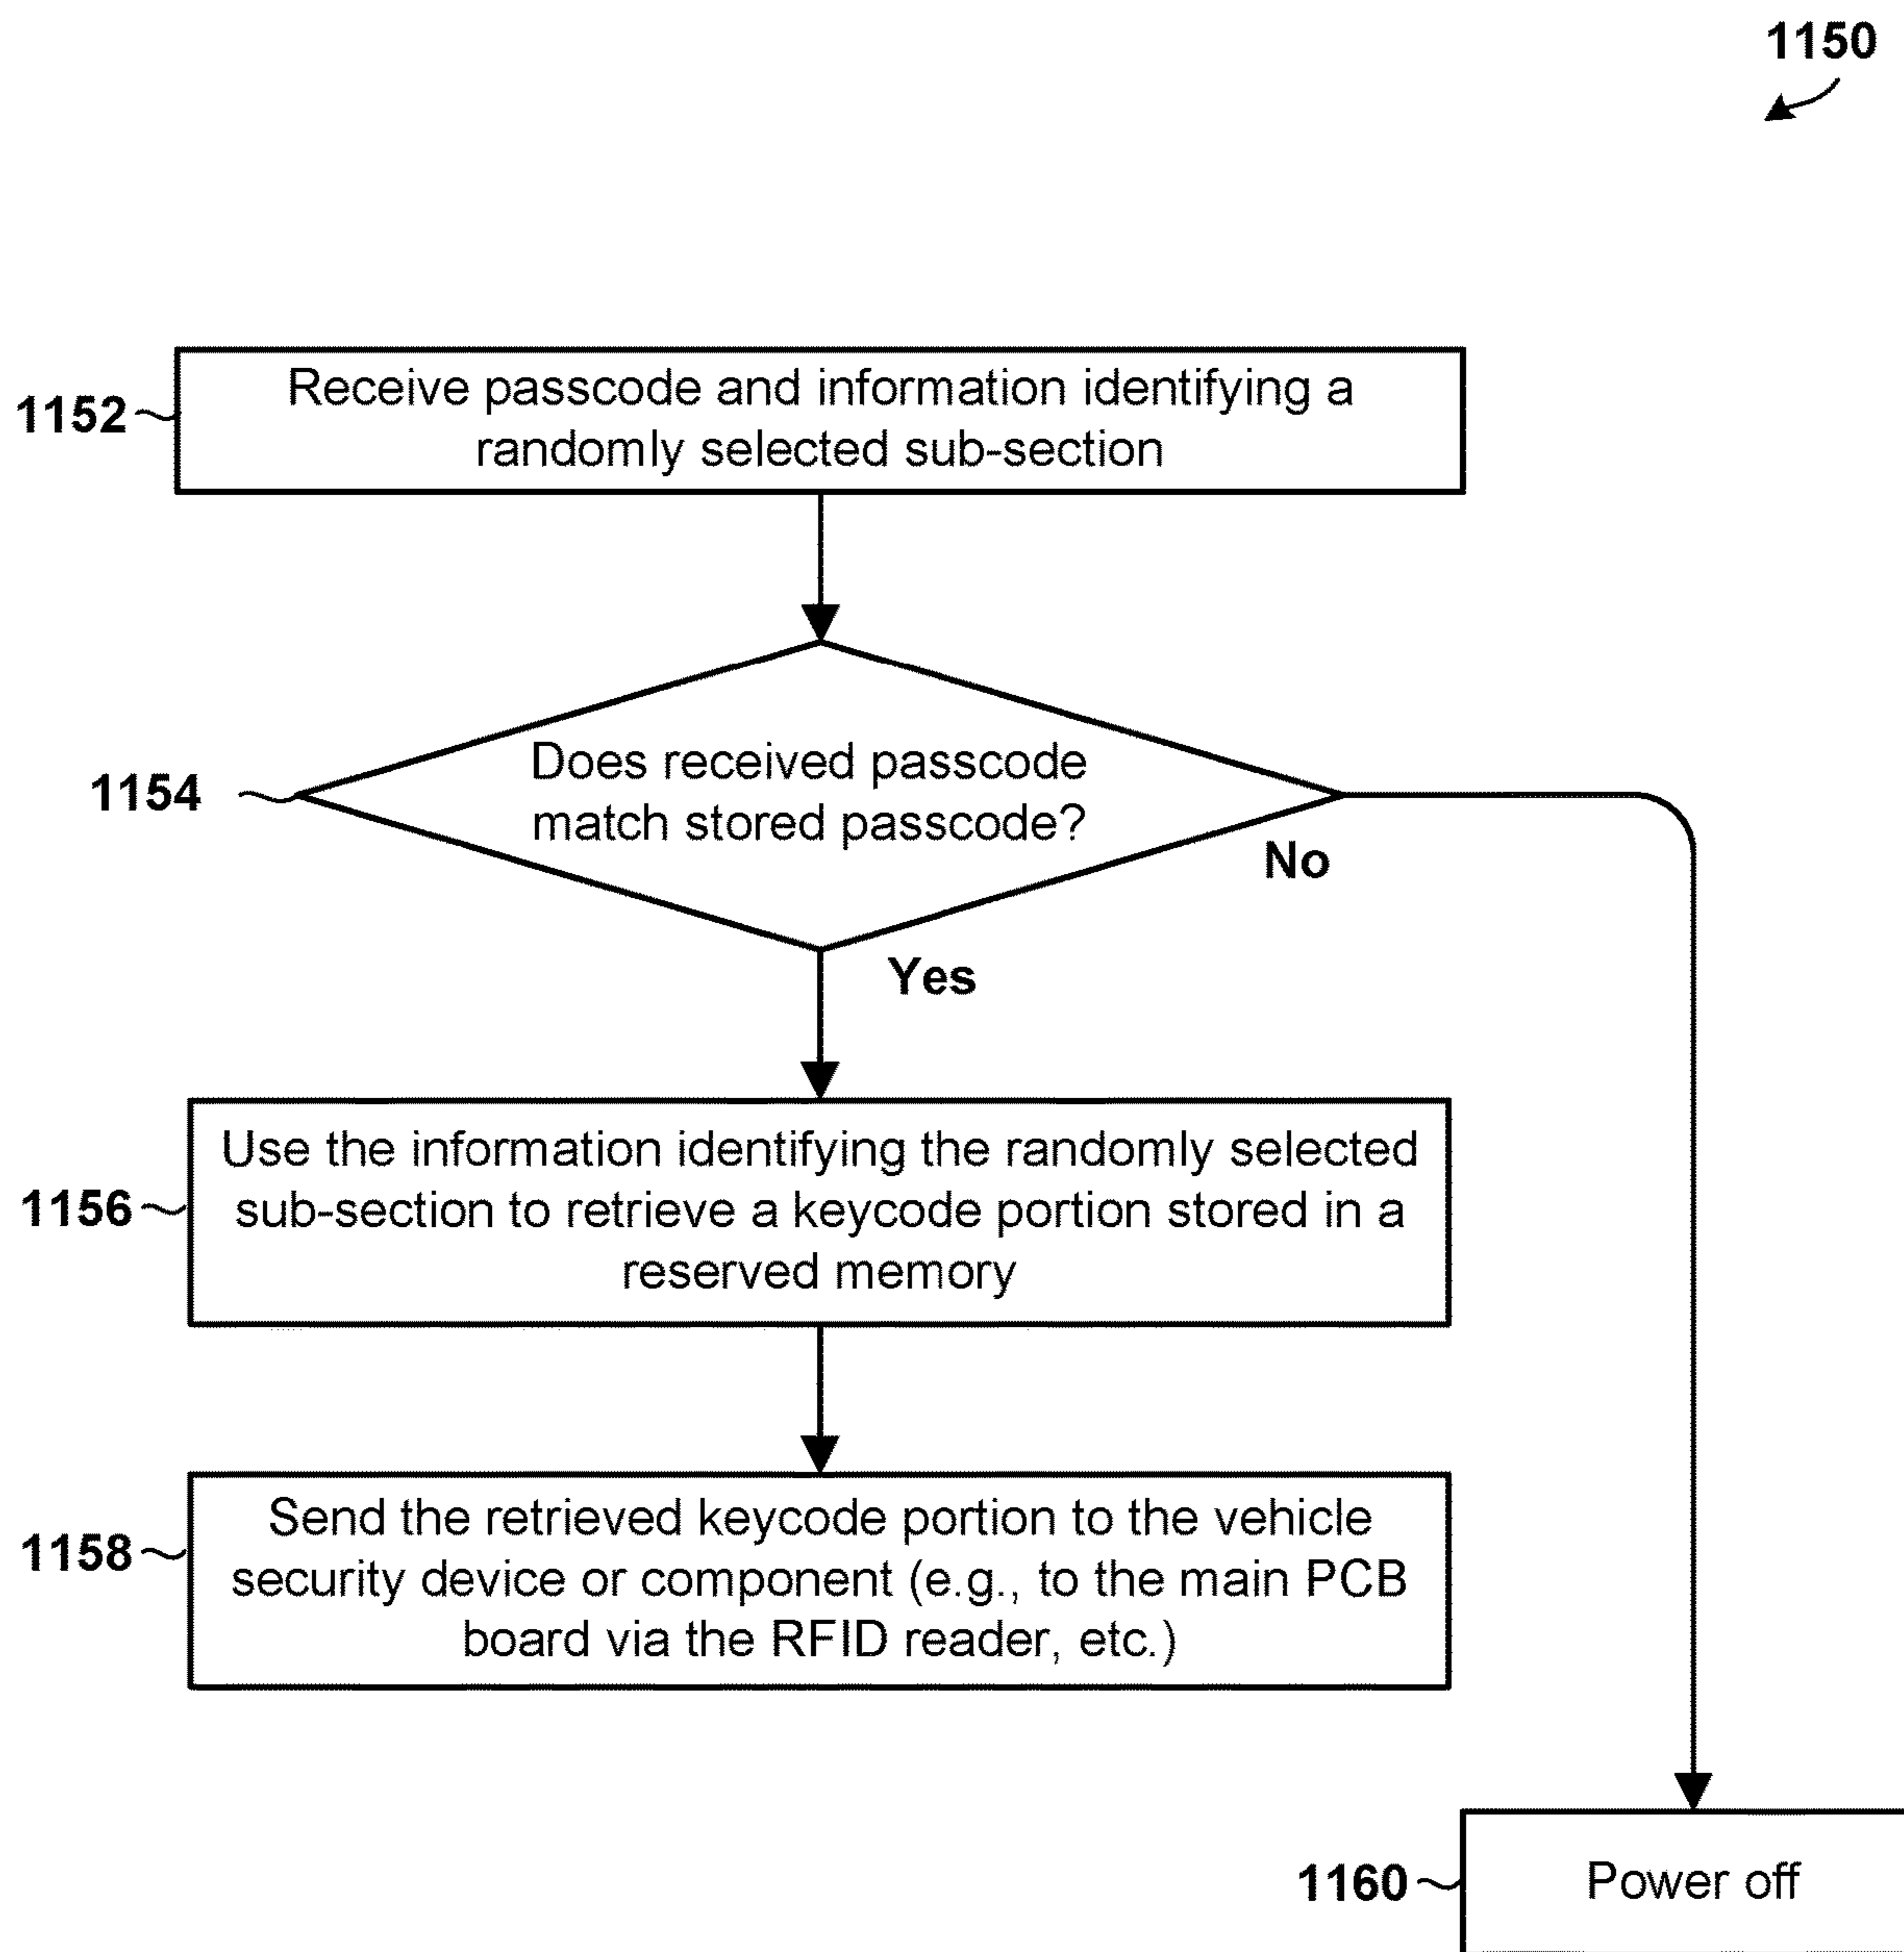 1150
1152
Receive passcode and information identifying a
randomly selected sub-section
1154
Does received passcode
match stored passcode?
No
Yes
1156
Use the information identifying the randomly selected
sub-section to retrieve a keycode portion stored in a
reserved memory
1158
Send the retrieved keycode portion to the vehicle
security device or component (e.g., to the main PCB
board via the RFID reader, etc.)
1160
Power off